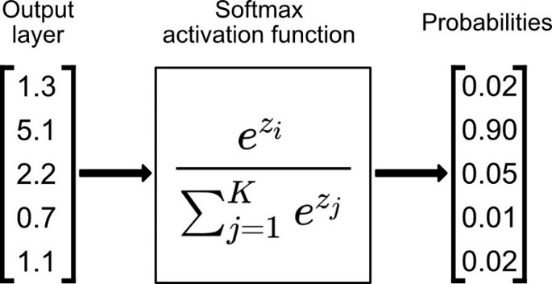 Output
layer
Softmax
activation function
Probabilities
1.3
5.1
2.2
0.7
1.1
e^{z_i}
∑_{j=1}^{K} e^{z_j}
0.02
0.90
0.05
0.01
0.02